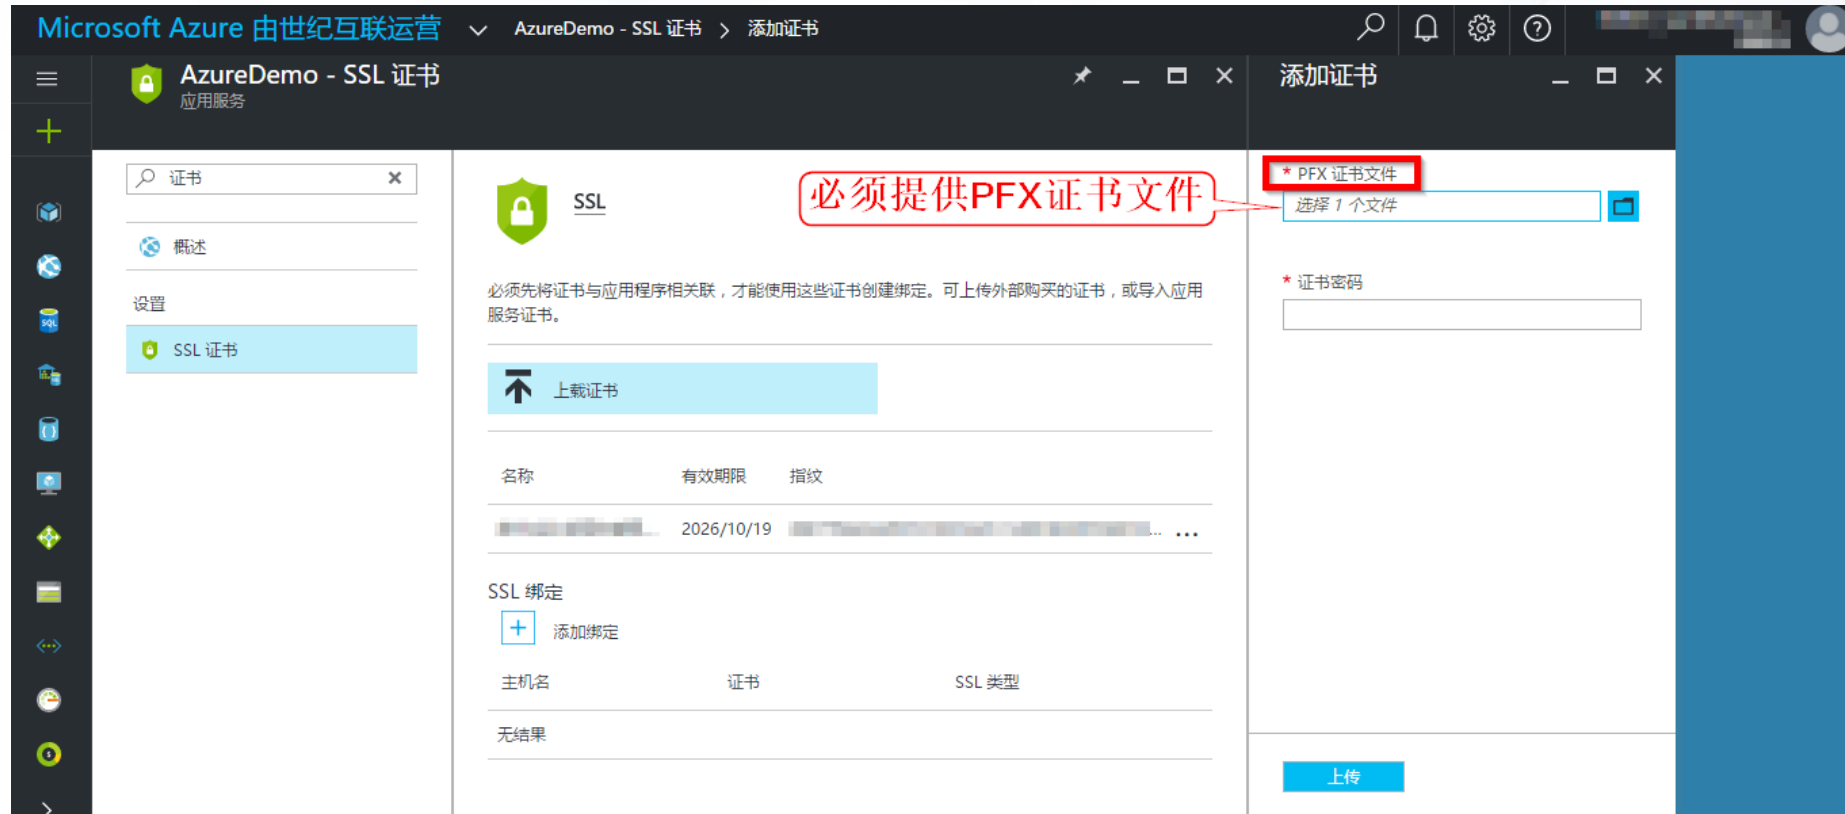 Microsoft Azure 由世纪互联运营
AzureDemo - SSL 证书 > 添加证书
AzureDemo - SSL 证书
应用服务
证书
概述
设置
SSL 证书
SSL
必须提供PFX证书文件
必须先将证书与应用程序相关联，才能使用这些证书创建绑定。可上传外部购买的证书，或导入应用
服务证书。
上载证书
名称 有效期限 指纹
2026/10/19
SSL 绑定
添加绑定
主机名 证书 SSL 类型
无结果
添加证书
* PFX 证书文件
选择 1 个文件
* 证书密码
上传